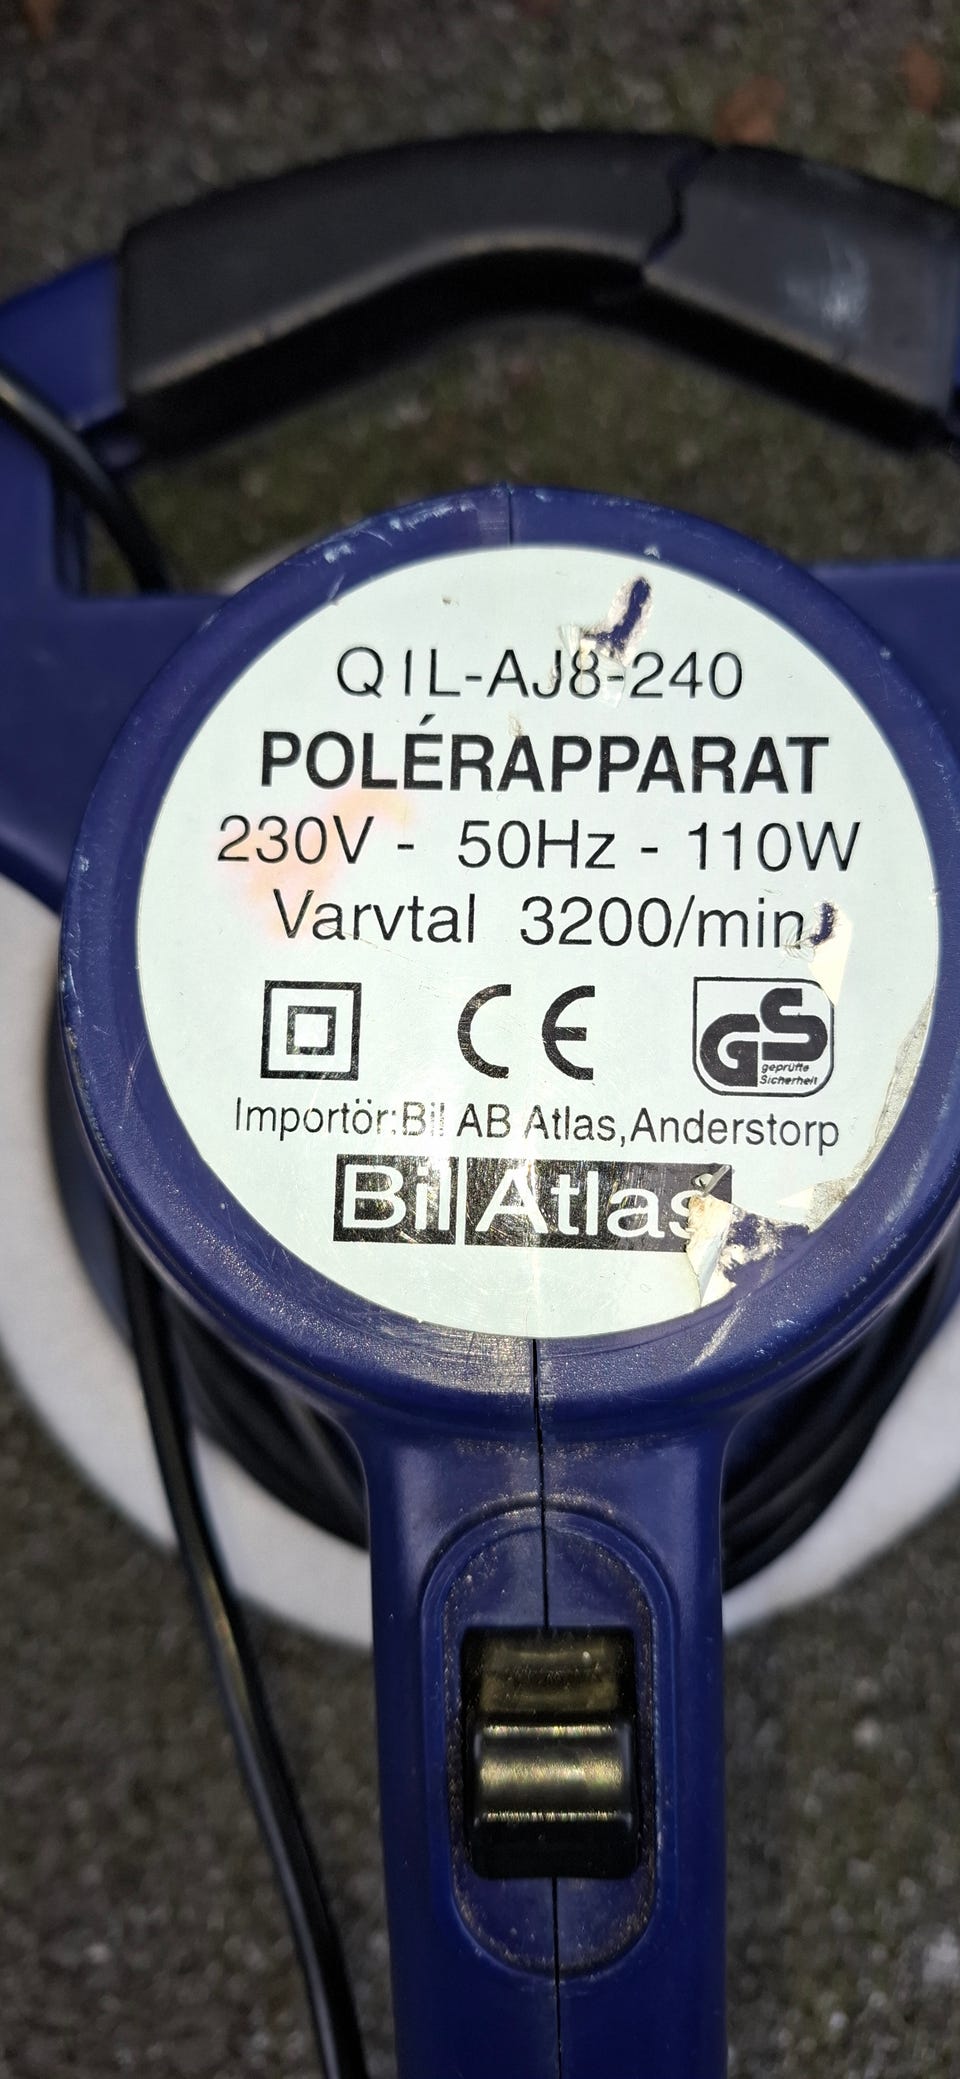 Q1L-AJ8-240
POLÉRAPPARAT
230V - 50Hz - 110W
Varvtal 3200/min
CE
GS
geprüfte
Sicherheit
Importör:Bil AB Atlas,Anderstorp
Bil Atlas